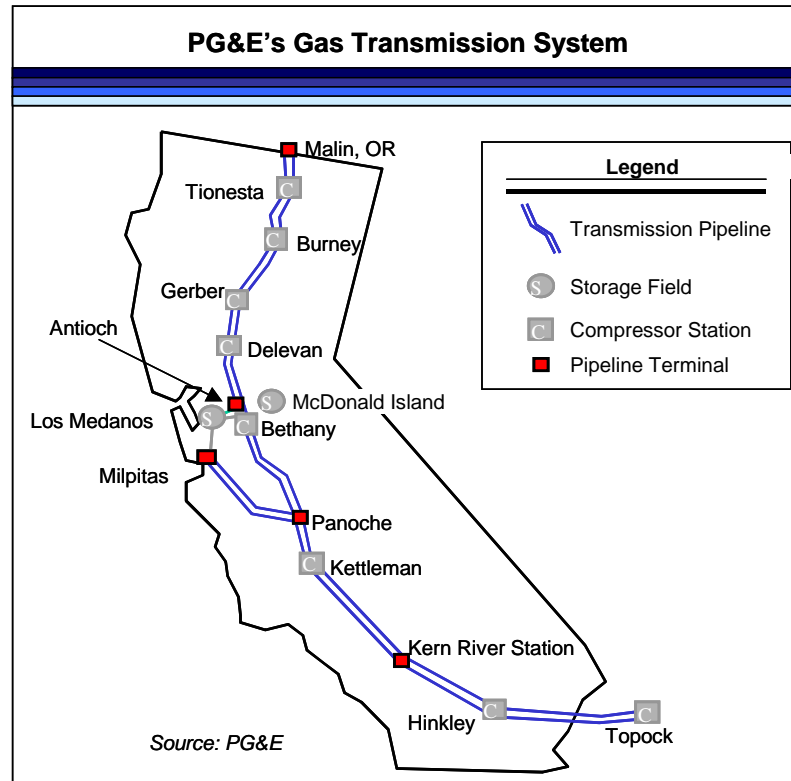 PG&E's Gas Transmission System
Malin, OR
Legend
Tionesta
C
Transmission Pipeline
Burney
C
Gerber
C
S
Storage Field
Antioch
Delevan
C
C
Compressor Station
Pipeline Terminal
S
McDonald Island
Los Medanos
S
C
Bethany
Milpitas
Panoche
C
Kettleman
Kern River Station
Hinkley
C
C
Topock
Source: PG&E